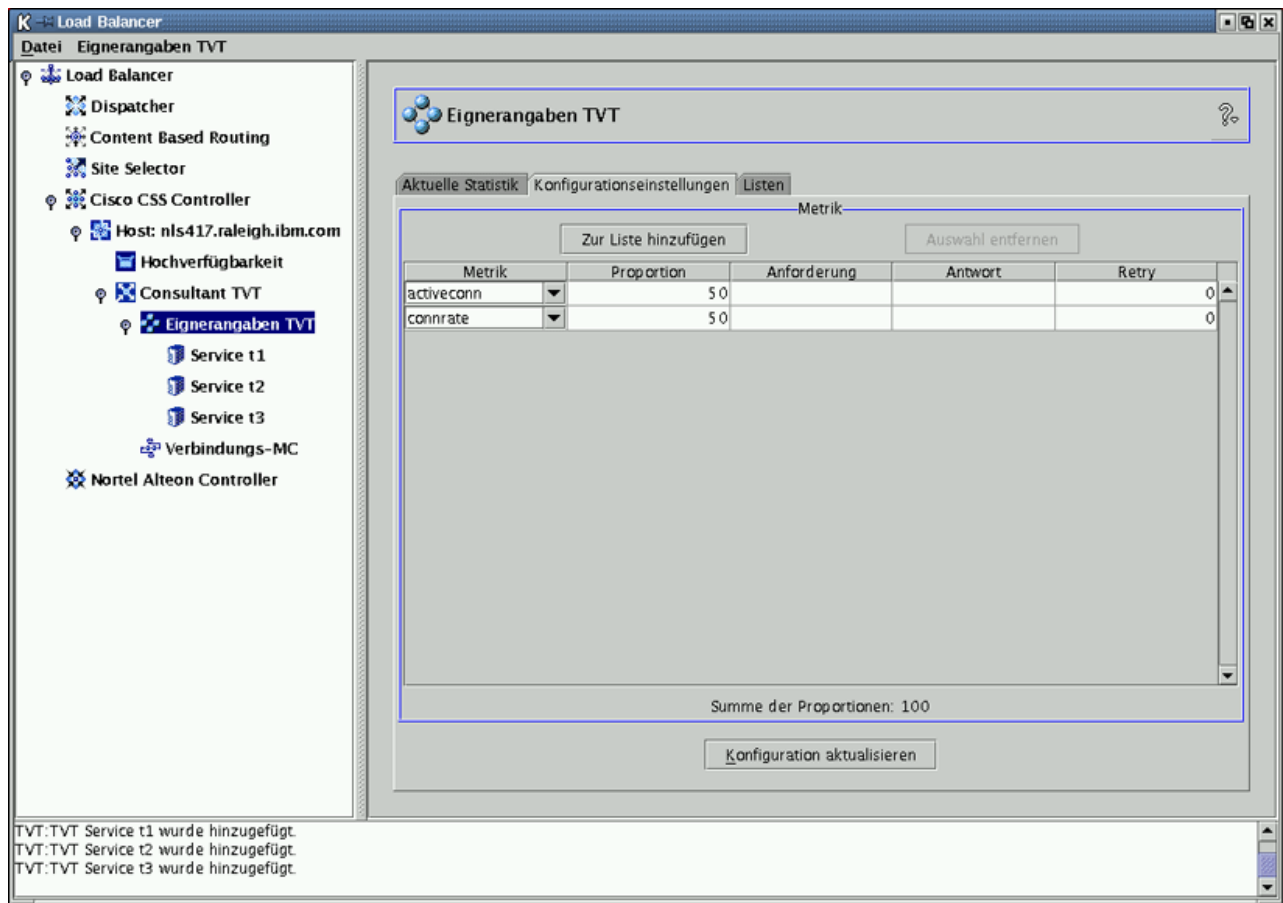 Load Balancer
Datei Eignerangaben TVT
Load Balancer
Dispatcher
Content Based Routing
Site Selector
Cisco CSS Controller
Host: nls417.raleigh.ibm.com
Hochverfügbarkeit
Consultant TVT
Eignerangaben TVT
Service t1
Service t2
Service t3
Verbindungs-MC
Nortel Alteon Controller
Eignerangaben TVT
?
Aktuelle Statistik Konfigurationseinstellungen Listen
Metrik
Zur Liste hinzufügen Auswahl entfernen
Metrik Proportion Anforderung Antwort Retry
activeconn 50 0
connrate 50 0
Summe der Proportionen: 100
Konfiguration aktualisieren
TVT:TVT Service t1 wurde hinzugefügt.
TVT:TVT Service t2 wurde hinzugefügt.
TVT:TVT Service t3 wurde hinzugefügt.